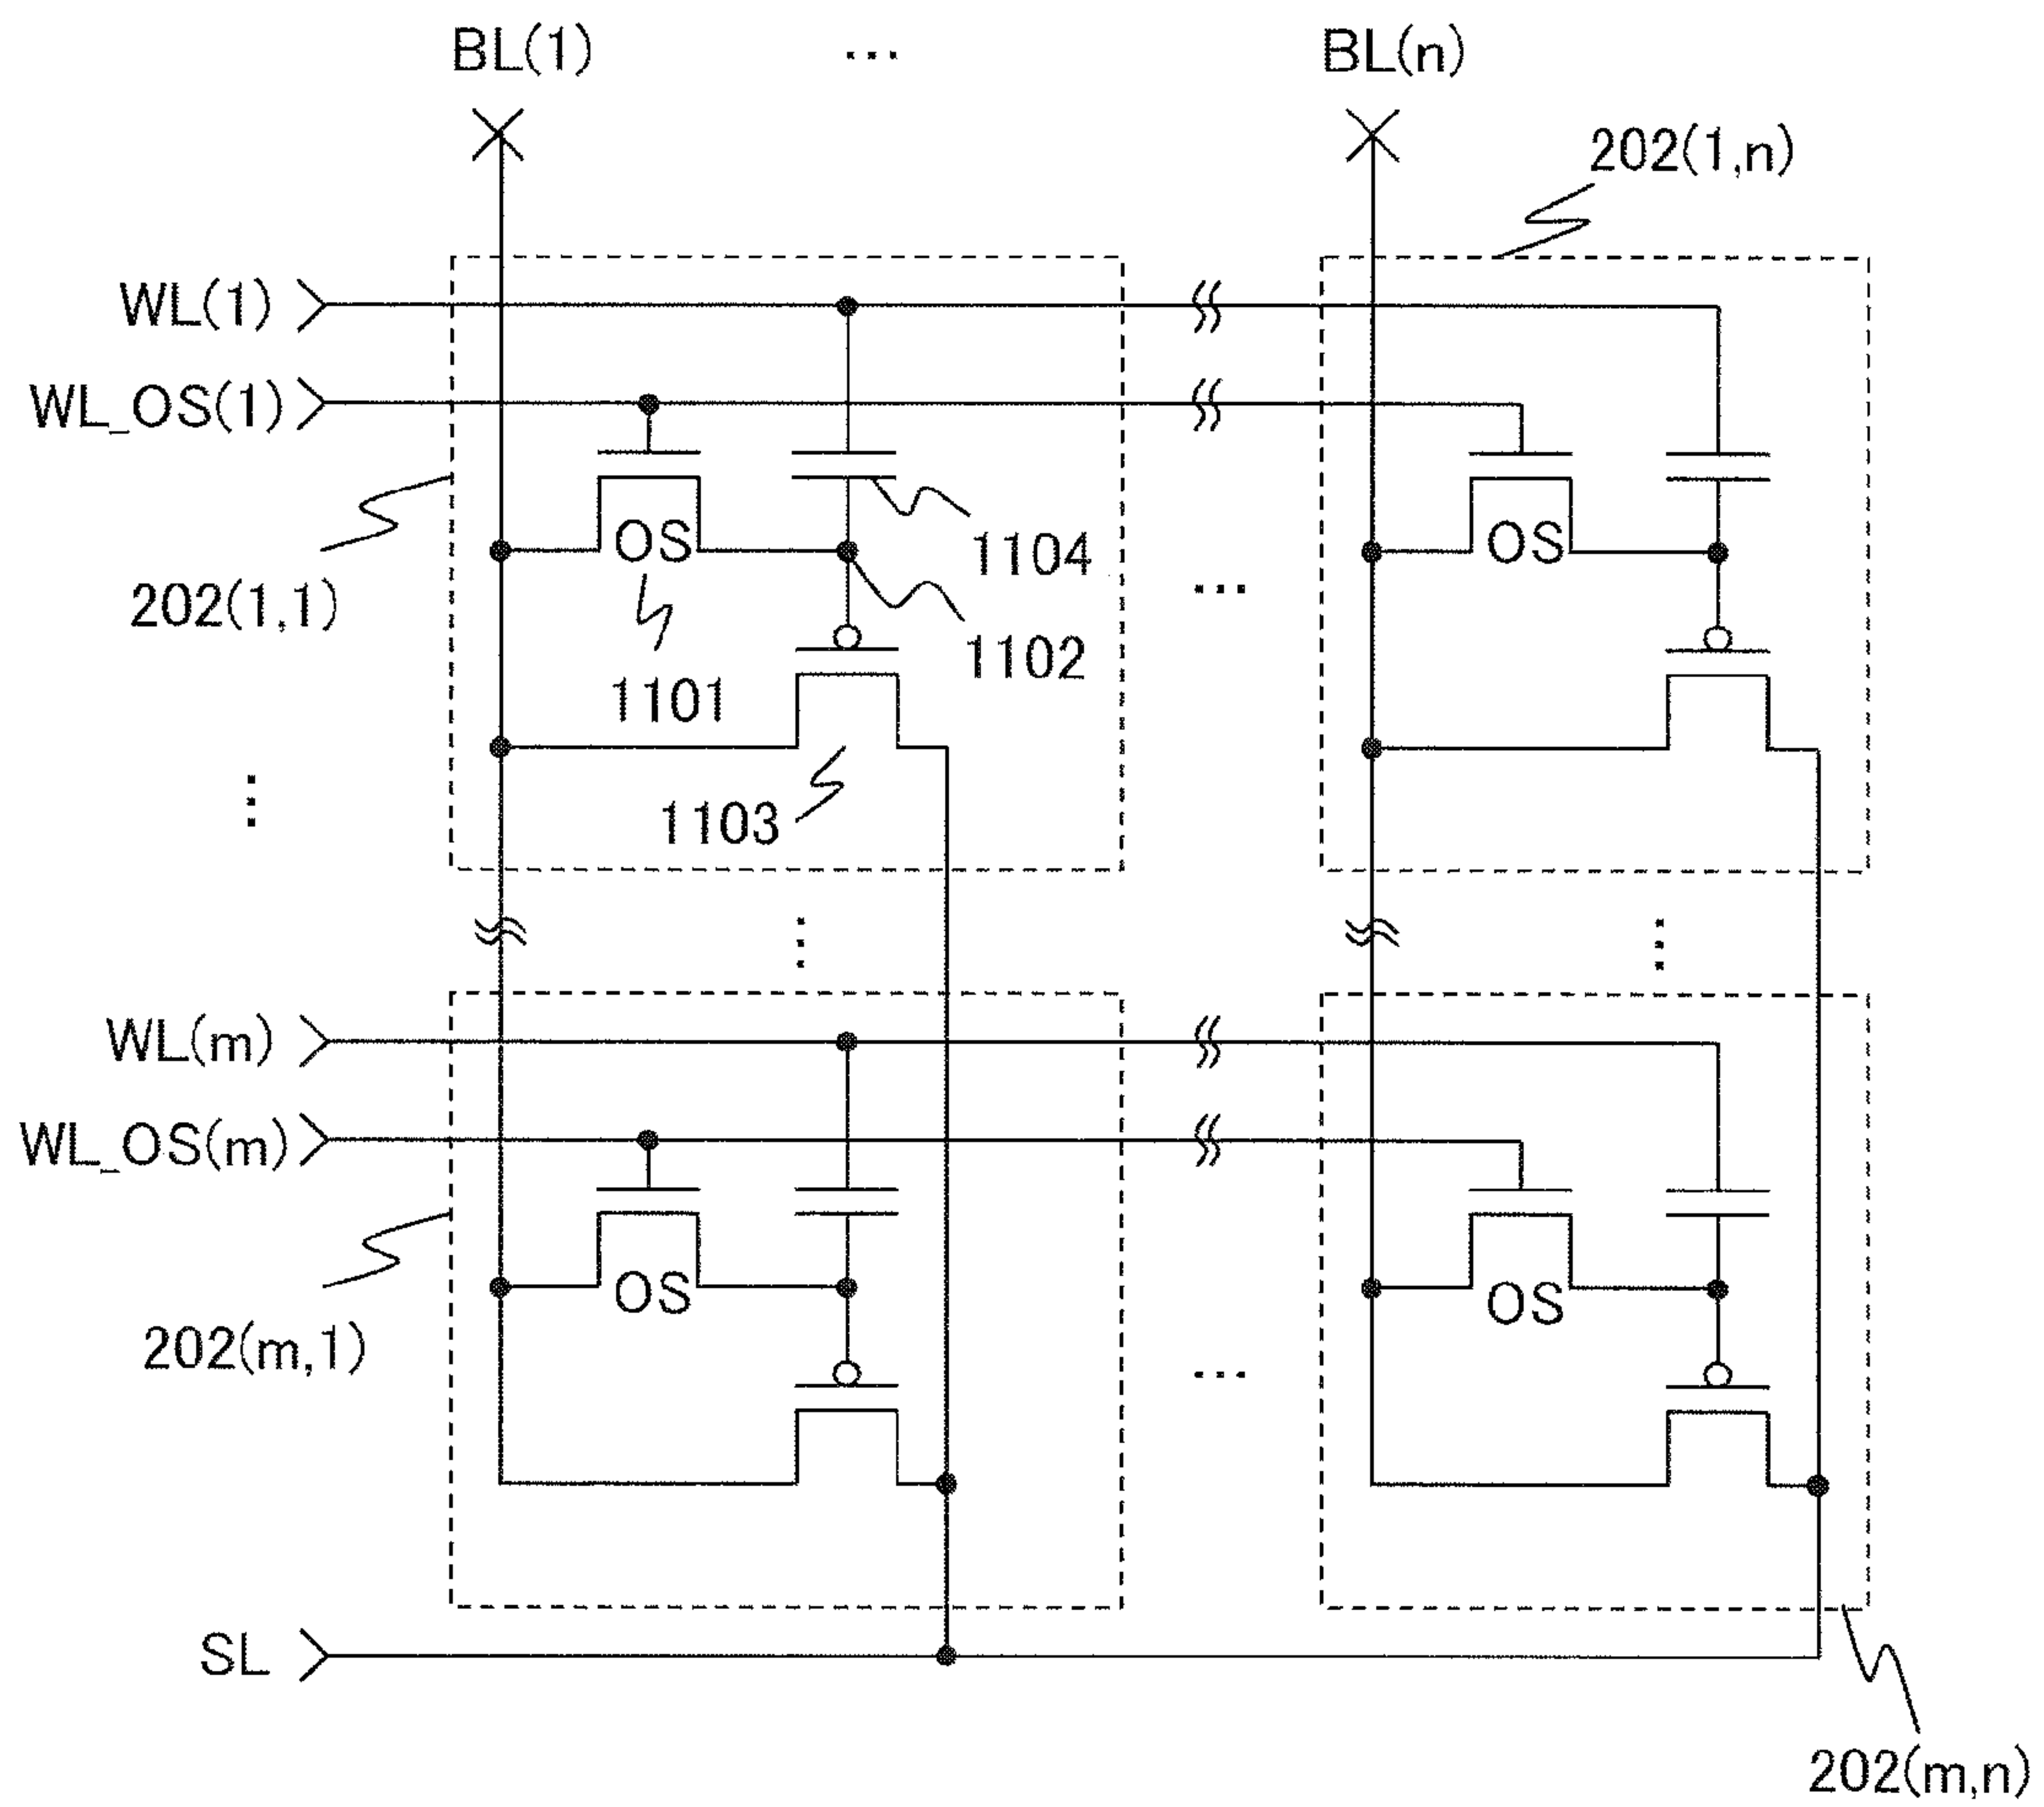 BL(1) ... BL(n)
202(1,n)
WL(1)
WL_OS(1)
OS
1104
OS
202(1,1)
1102
1101
1103
WL(m)
WL_OS(m)
OS
OS
202(m,1)
SL
202(m,n)